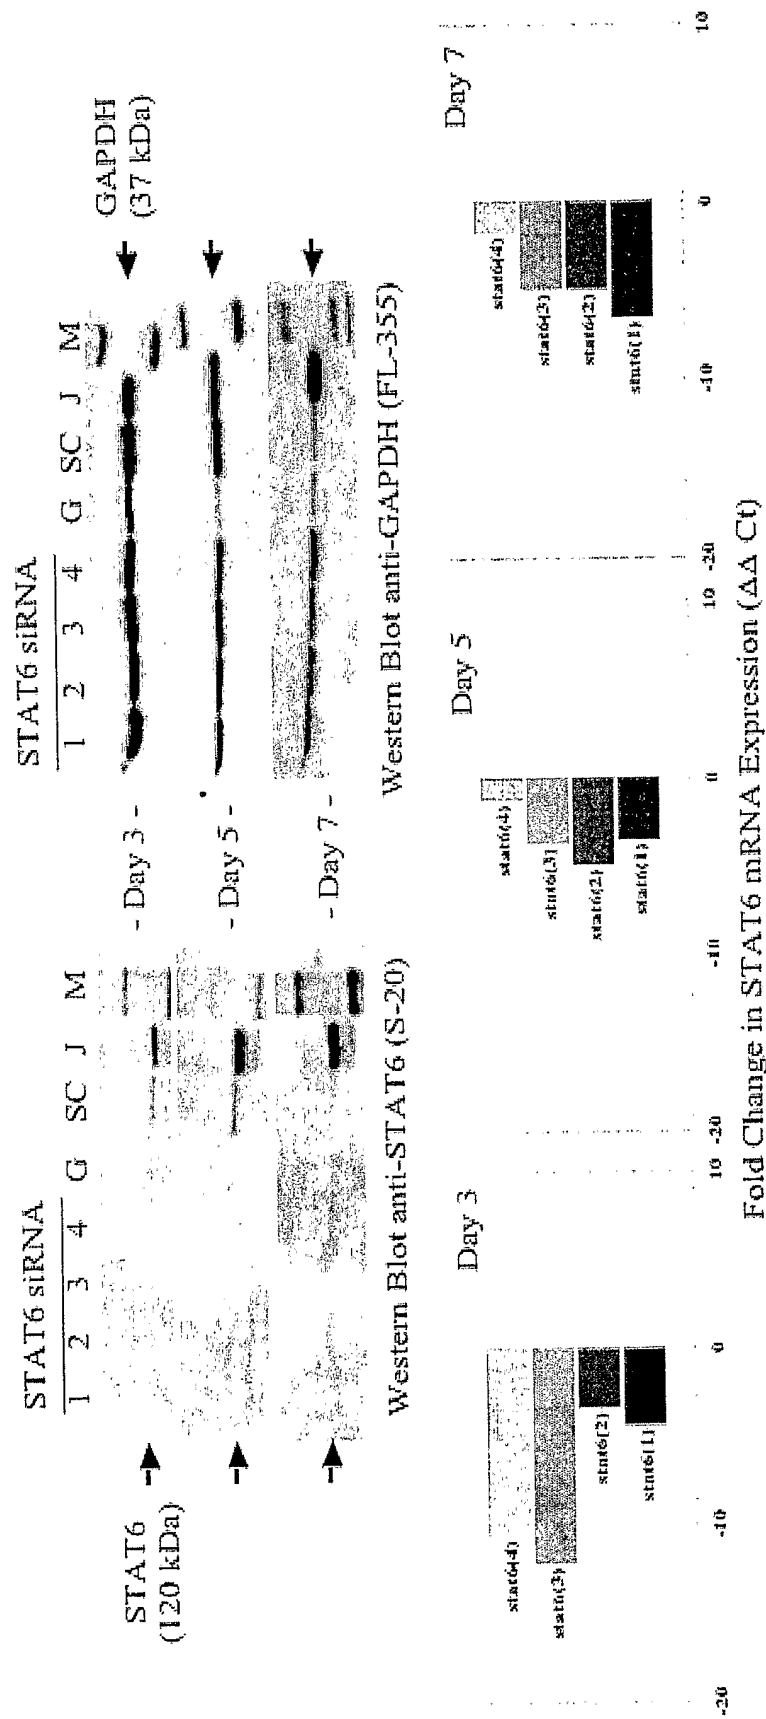 STAT6 siRNA
1 2 3 4 G SC J M
STAT6
(120 kDa)
Western Blot anti-STAT6 (S-20)
- Day 3 -
- Day 5 -
- Day 7 -
STAT6 siRNA
1 2 3 4 G SC J M
GAPDH
(37 kDa)
Western Blot anti-GAPDH (FL-355)
Day 3
stat6(4)
stat6(3)
stat6(2)
stat6(1)
-20 -10 0 10
Day 5
stat6(4)
stat6(3)
stat6(2)
stat6(1)
-20 -10 0 10
Day 7
stat6(4)
stat6(3)
stat6(2)
stat6(1)
-20 -10 0 10
Fold Change in STAT6 mRNA Expression (ΔΔ Ct)